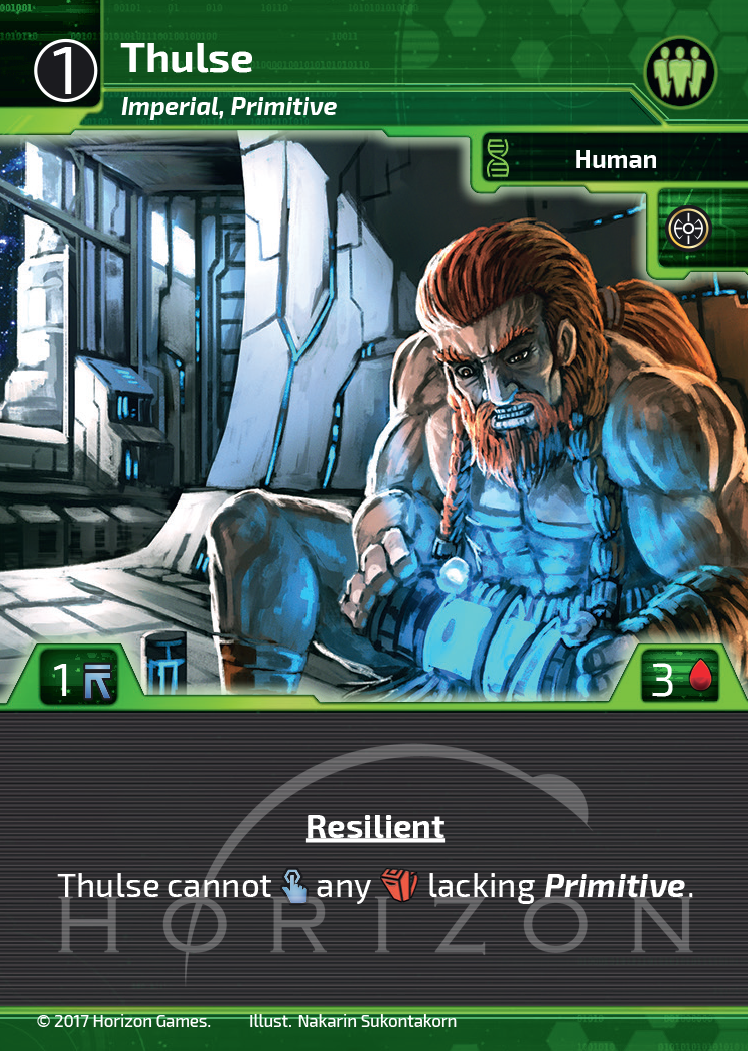 1
Thulse
Imperial, Primitive
Human
1
3
Resilient
Thulse cannot any lacking Primitive.
HORIZON
© 2017 Horizon Games. Illust. Nakarin Sukontakorn